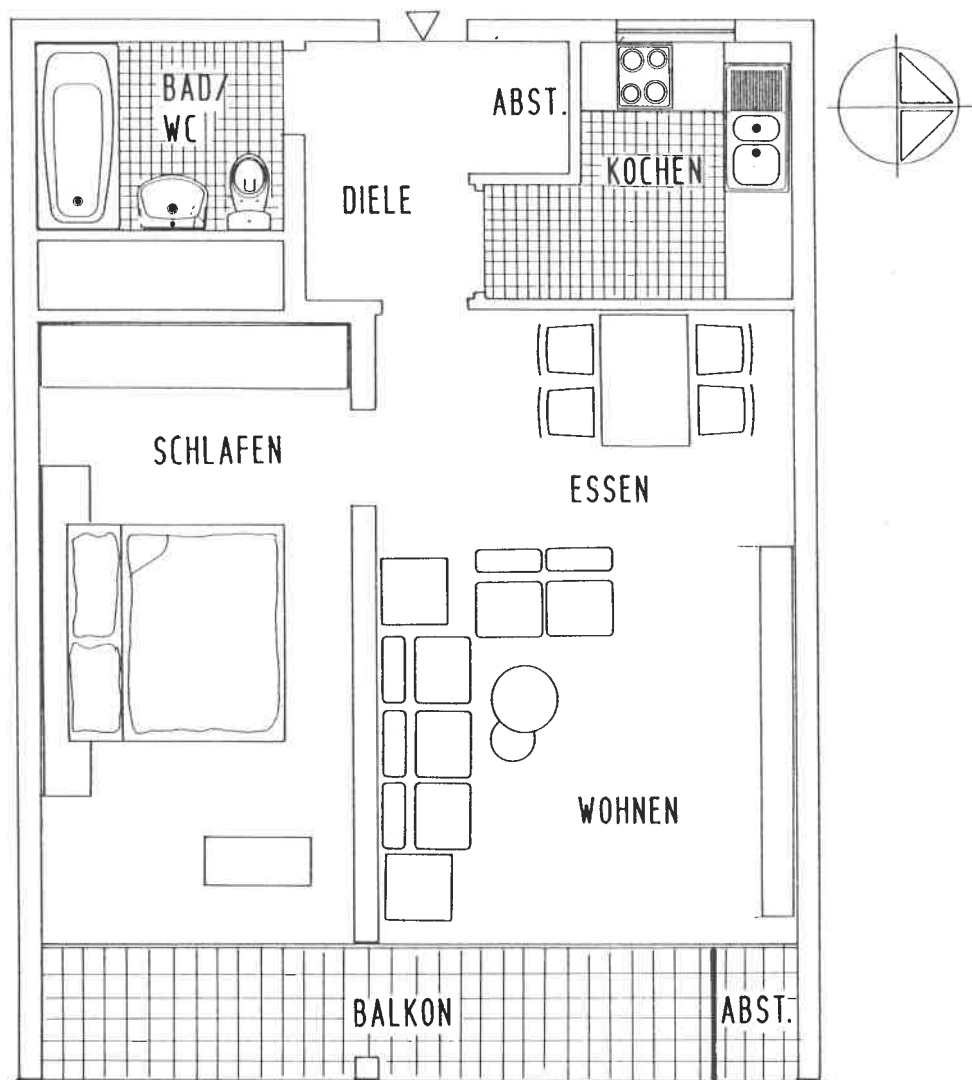 BAD/
WC
ABST.
KOCHEN
DIELE
SCHLAFEN
ESSEN
WOHNEN
BALKON
ABST.